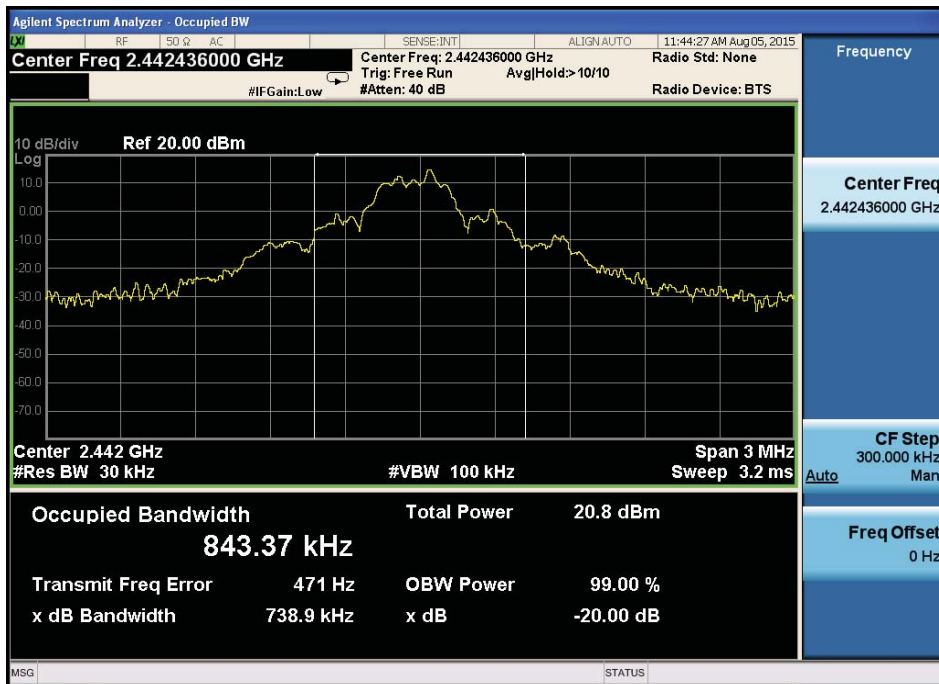 Agilent Spectrum Analyzer - Occupied BW
LXI RF 50 Ω AC SENSE:INT ALIGN AUTO 11:44:27 AM Aug 05, 2015
Center Freq 2.442436000 GHz
Center Freq: 2.442436000 GHz
Radio Std: None
Trig: Free Run Avg|Hold:>10/10
#IFGain:Low
#Atten: 40 dB
Radio Device: BTS
10 dB/div Ref 20.00 dBm
Log
10.0
0.00
-10.0
-20.0
-30.0
-40.0
-50.0
-60.0
-70.0
Center 2.442 GHz Span 3 MHz
#Res BW 30 kHz #VBW 100 kHz Sweep 3.2 ms
Occupied Bandwidth Total Power 20.8 dBm
843.37 kHz
Transmit Freq Error 471 Hz OBW Power 99.00 %
x dB Bandwidth 738.9 kHz x dB -20.00 dB
MSG STATUS
Frequency
Center Freq
2.442436000 GHz
CF Step
300.000 kHz
Auto Man
Freq Offset
0 Hz